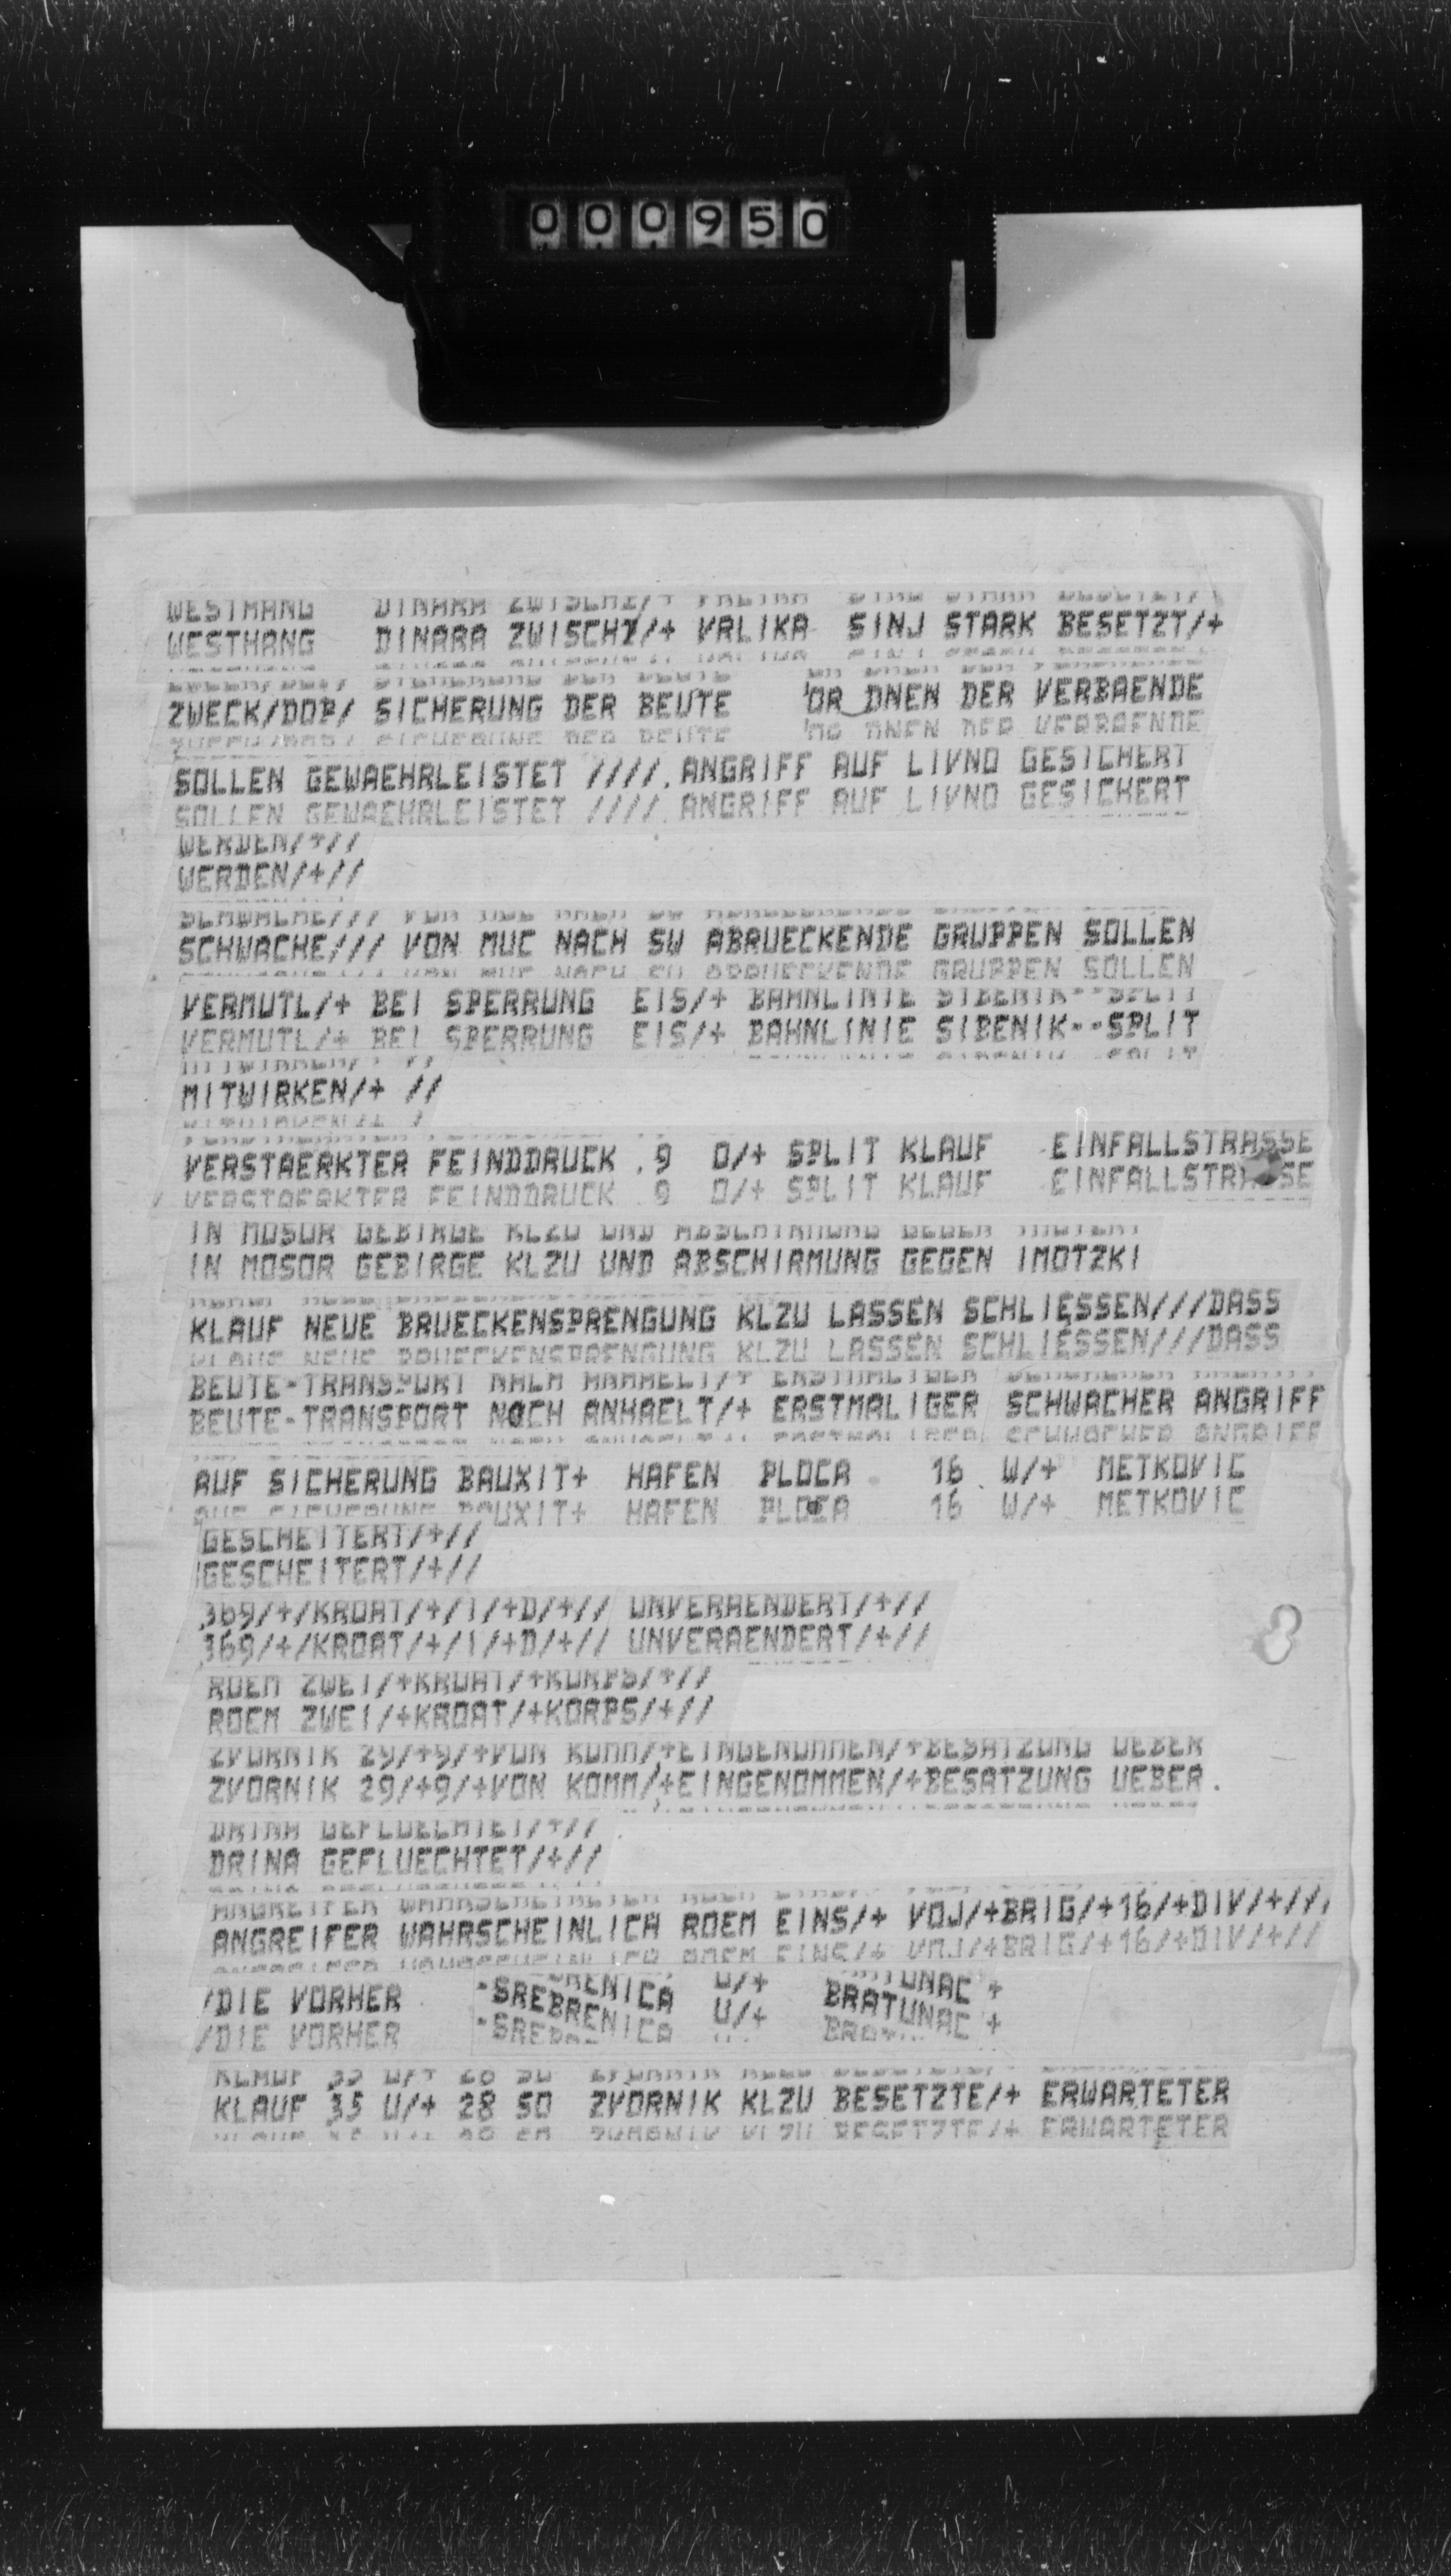 000950
WESTHANG DINARA ZWISCHZ/+ VRLIKA SINJ STARK BESETZT/+
ZWECK/DOP/ SICHERUNG DER BEUTE 'OR DNEN DER VERBAENDE
SOLLEN GEWAEHRLEISTET ////. ANGRIFF AUF LIVNO GESICHERT
WERDEN/+//
SCHWACHE/// VON MUC NACH SW ABRUECKENDE GRUPPEN SOLLEN
VERMUTL/+ BEI SPERRUNG EIS/+ BAHNLINIE SIBENIK--SPLIT
MITWIRKEN/+ //
VERSTAERKTER FEINDDRUCK .9 O/+ SPLIT KLAUF EINFALLSTRASSE
IN MOSOR GEBIRGE KLZU UND ABSCHIRMUNG GEGEN IMOTZKI
KLAUF NEUE BRUECKENSPRENGUNG KLZU LASSEN SCHLIESSEN///DASS
BEUTE-TRANSPORT NOCH ANHAELT/+ ERSTMALIGER SCHWACHER ANGRIFF
AUF SICHERUNG BAUXIT+ HAFEN PLOCA 16 W/+ METKOVIC
GESCHEITERT/+//
369/+/KROAT/+/I/+D/+// UNVERAENDERT/+//
ROEM ZWEI/+KROAT/+KORPS/+//
ZVORNIK 29/+9/+VON KOMM/+EINGENOMMEN/+BESATZUNG UEBER.
DRINA GEFLUECHTET/+//
ANGREIFER WAHRSCHEINLICH ROEM EINS/+ VOJ/+BRIG/+16/+DIV/+//,
/DIE VORHER -SREBRENICA U/+ BRATUNAC +
KLAUF 35 U/+ 28 SO ZVORNIK KLZU BESETZTE/+ ERWARTETER